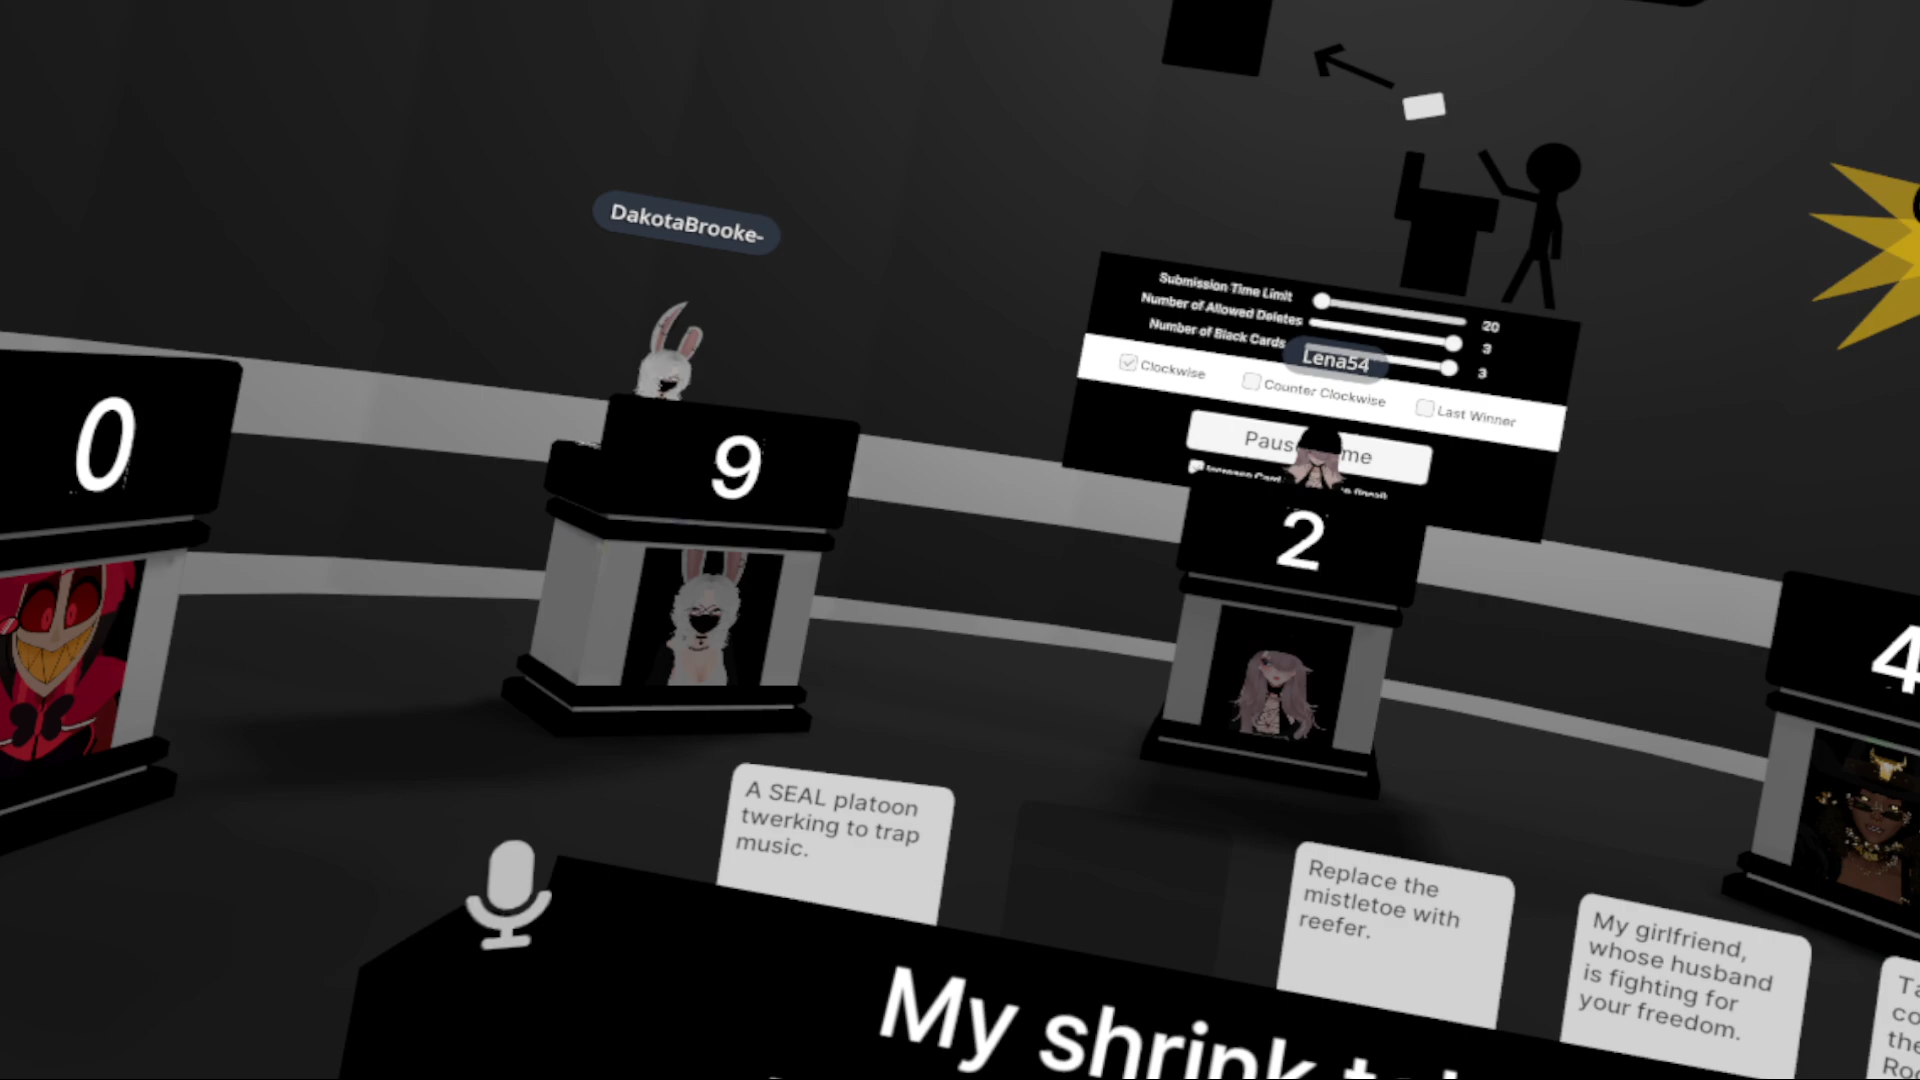 DakotaBrooke-
Submission Time Limit
20
Number of Allowed Deletes
3
Number of Black Cards
3
Lena54
Clockwise
Counter Clockwise
Last Winner
Paus me
0
9
2
4
A SEAL platoon
twerking to trap
music.
Replace the
mistletoe with
reefer.
My girlfriend,
whose husband
is fighting for
your freedom.
My shrink